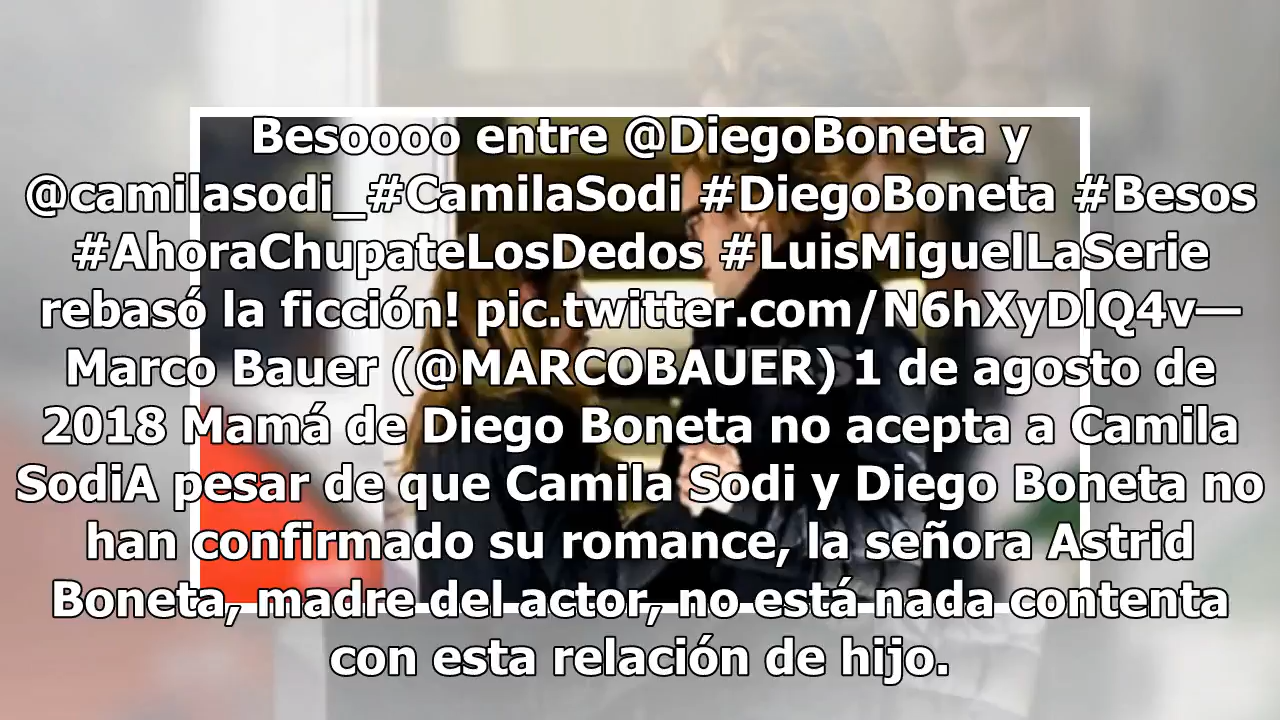 Besoooo entre @DiegoBoneta y
@camilasodi_#CamilaSodi #DiegoBoneta #Besos
#AhoraChupateLosDedos #LuisMiguelLaSerie
rebasó la ficción! pic.twitter.com/N6hXyDlQ4v—
Marco Bauer (@MARCOBAUER) 1 de agosto de
2018 Mamá de Diego Boneta no acepta a Camila
SodiA pesar de que Camila Sodi y Diego Boneta no
han confirmado su romance, la señora Astrid
Boneta, madre del actor, no está nada contenta
con esta relación de hijo.